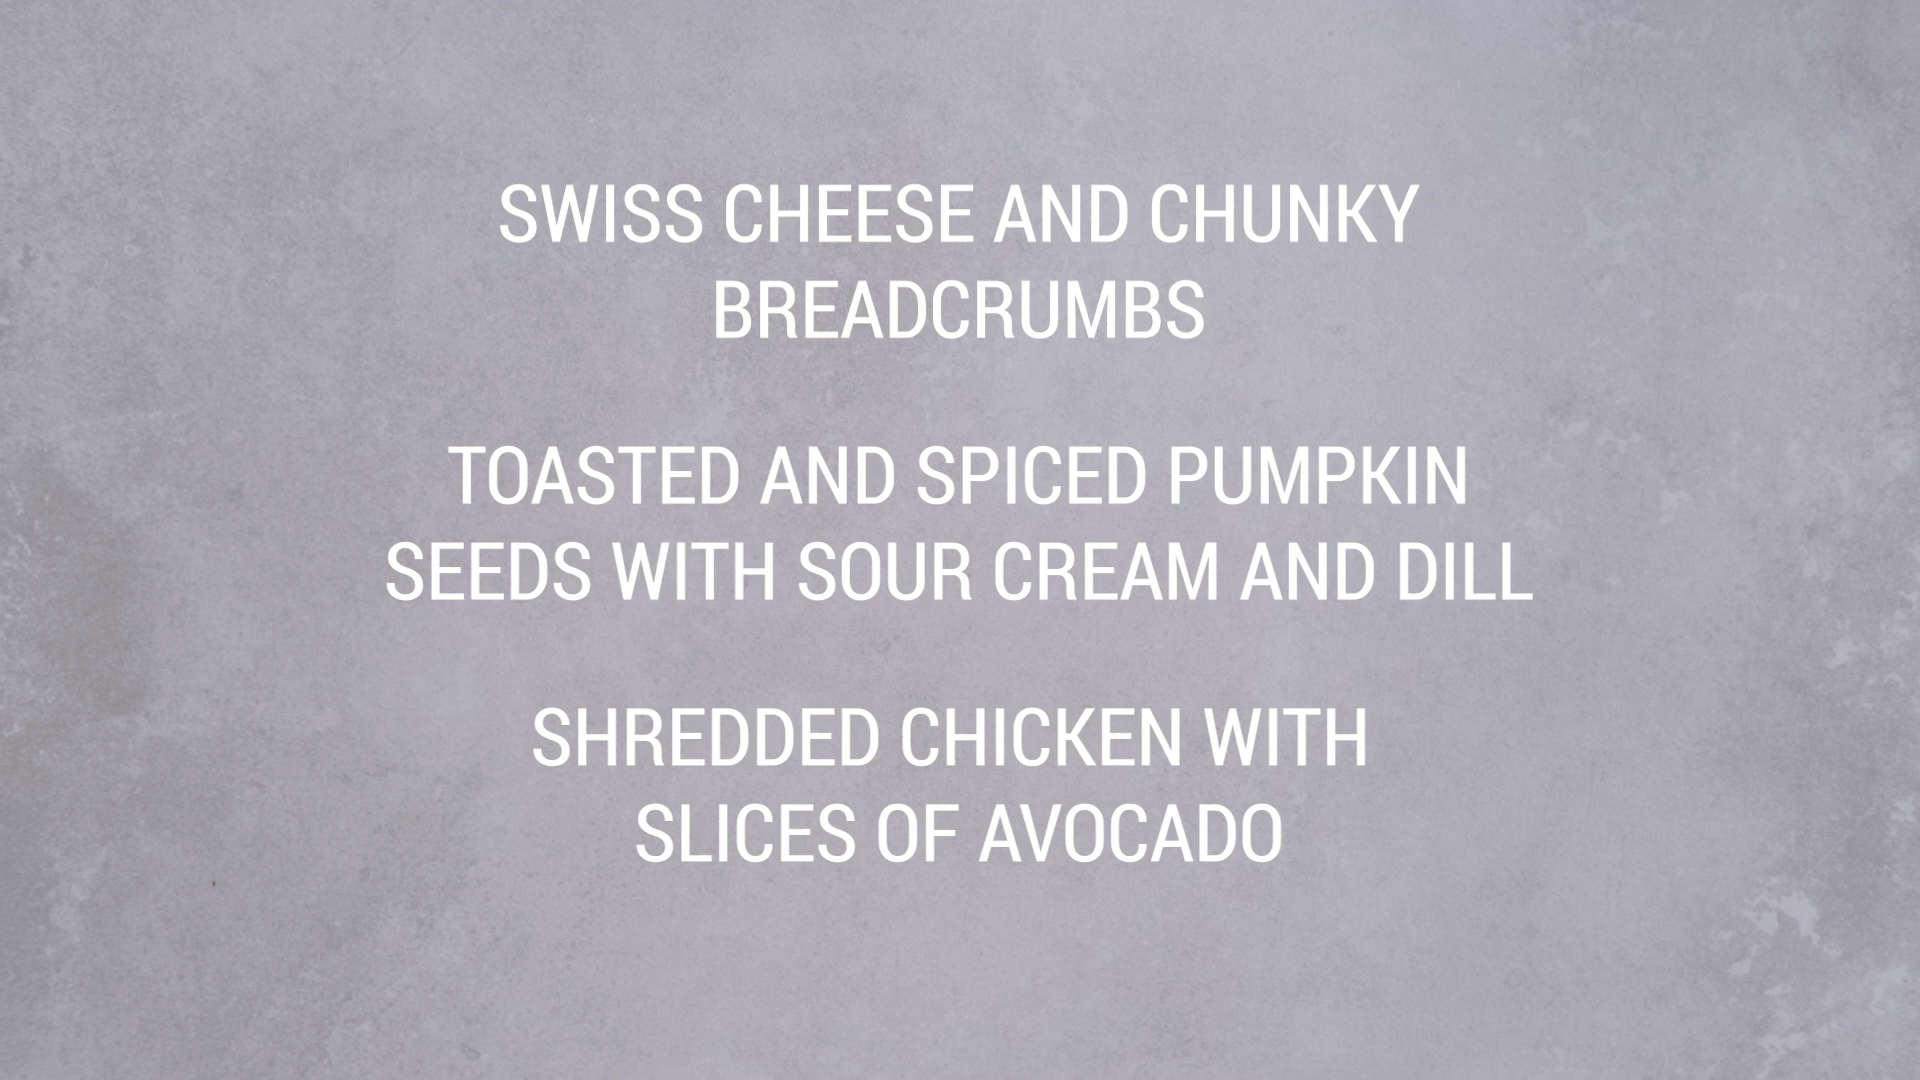 SWISS CHEESE AND CHUNKY
BREADCRUMBS
TOASTED AND SPICED PUMPKIN
SEEDS WITH SOUR CREAM AND DILL
SHREDDED CHICKEN WITH
SLICES OF AVOCADO